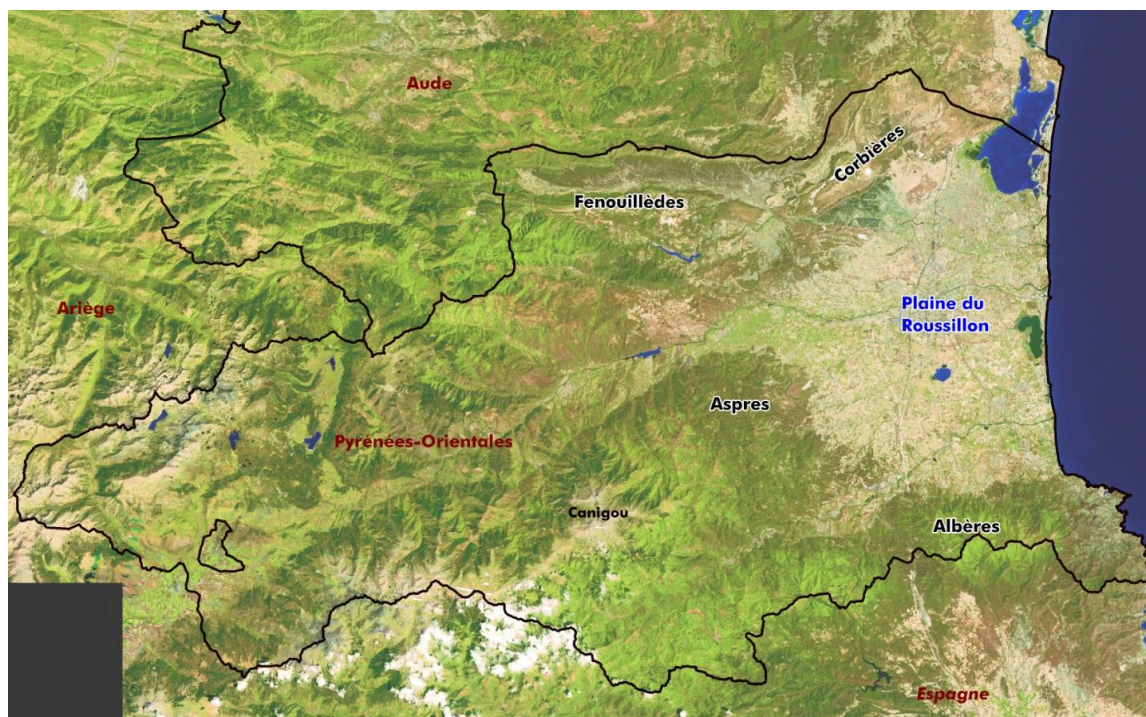 Aude
Corbières
Fenouillèdes
Ariège
Plaine du
Roussillon
Aspres
Pyrénées-Orientales
Canigou
Albères
Espagne